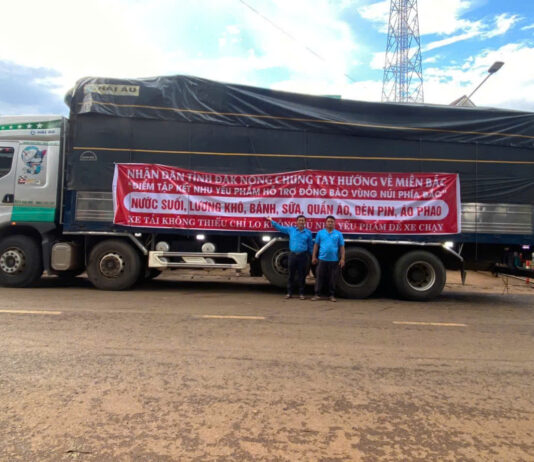 HẢI ÂU
NHÂN DÂN TỈNH ĐẮK NÔNG CHUNG TAY HƯỚNG VỀ MIỀN BẮC
"ĐIỂM TẬP KẾT NHU YẾU PHẨM HỖ TRỢ ĐỒNG BÀO VÙNG NÚI PHÍA BẮC"
NƯỚC SUỐI, LƯƠNG KHÔ, BÁNH, SỮA, QUẦN ÁO, ĐÈN PIN, ÁO PHAO
XE TẢI KHÔNG THIẾU CHỈ LO KHÔNG ĐỦ NHU YẾU PHẨM ĐỂ XE CHẠY